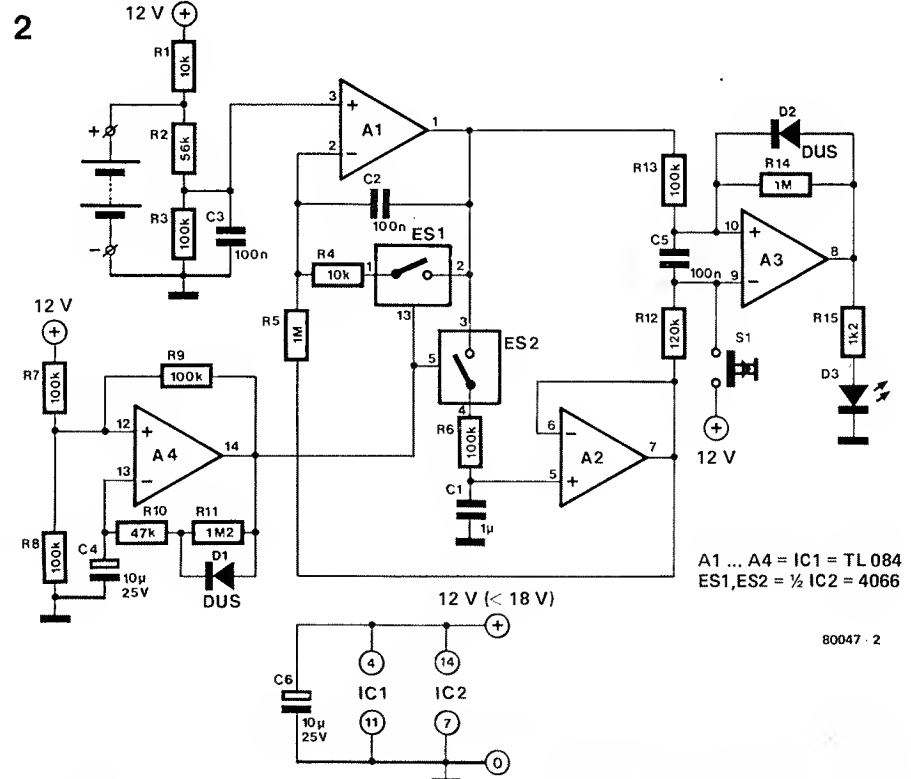 2
12 V
+
R1
10k
R2
56k
R3
100k
C3
100n
+
-
3
+
A1
1
2
-
C2
100n
R4
10k
ES1
1
2
13
R5
1M
3
ES2
5
4
R6
100k
C1
1µ
6
-
A2
7
5
+
R13
100k
C5
100n
R12
120k
D2
DUS
R14
1M
10
+
A3
8
9
-
S1
12 V
+
R15
1k2
D3
12 V
+
R7
100k
R9
100k
12
+
A4
14
13
-
R10
47k
R11
1M2
D1
DUS
R8
100k
C4
10µ
25V
A1 ... A4 = IC1 = TL 084
ES1, ES2 = ½ IC2 = 4066
80047 - 2
12 V (< 18 V)
+
C6
10µ
25V
4
IC1
11
14
IC2
7
0